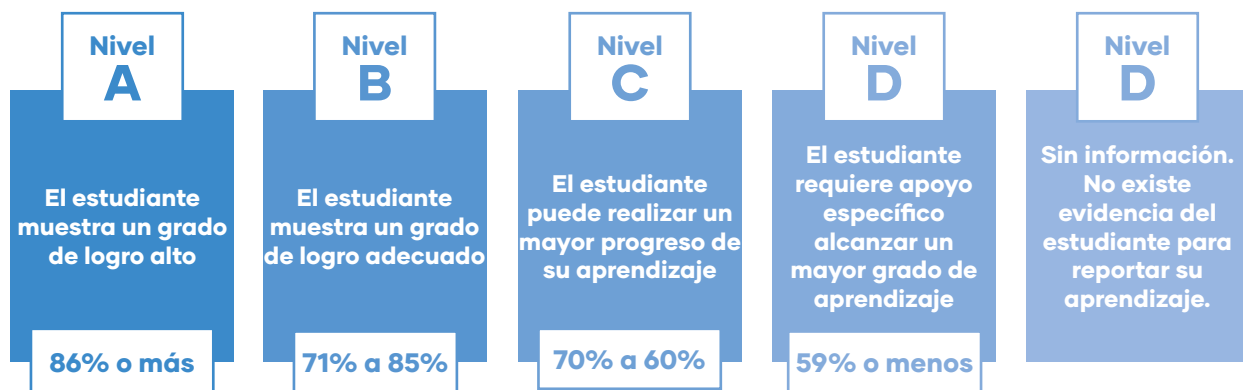 Nivel
A
El estudiante
muestra un grado
de logro alto
86% o más
Nivel
B
El estudiante
muestra un grado
de logro adecuado
71% a 85%
Nivel
C
El estudiante
puede realizar un
mayor progreso de
su aprendizaje
70% a 60%
Nivel
D
El estudiante
requiere apoyo
específico
alcanzar un
mayor grado de
aprendizaje
59% o menos
Nivel
D
Sin información.
No existe
evidencia del
estudiante para
reportar su
aprendizaje.